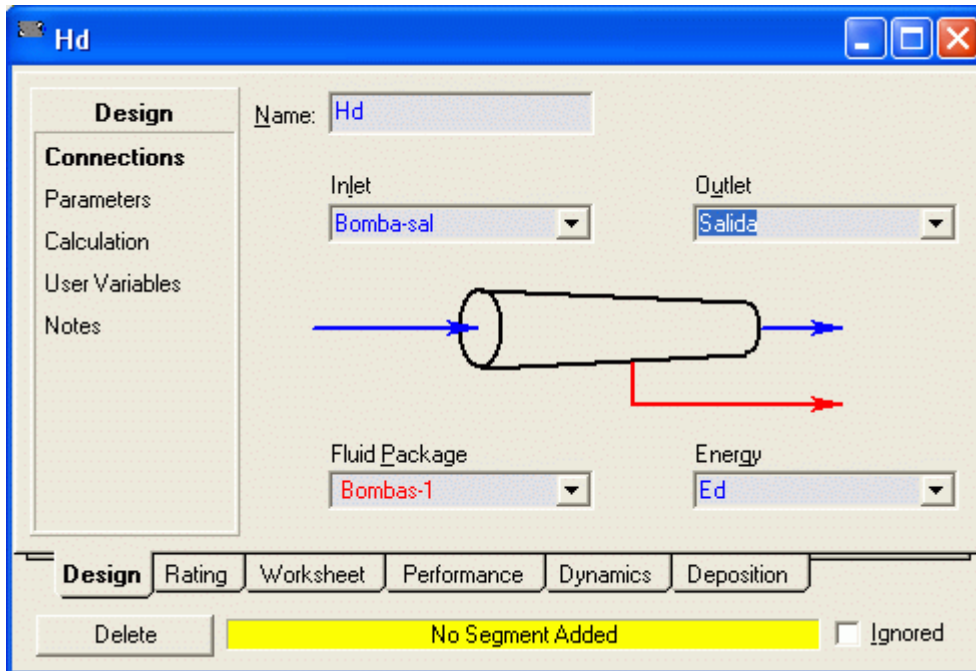 Hd
Design
Connections
Parameters
Calculation
User Variables
Notes
Name: Hd
Inlet Outlet
Bomba-sal Salida
Fluid Package Energy
Bombas-1 Ed
Design Rating Worksheet Performance Dynamics Deposition
Delete No Segment Added Ignored